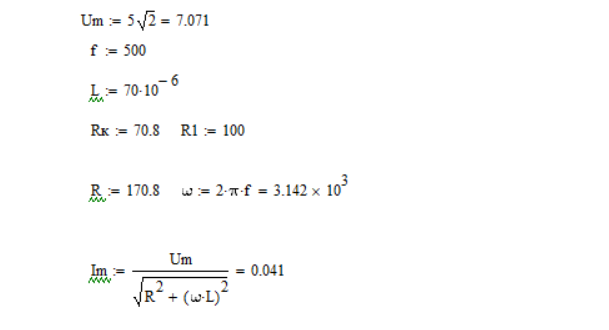 Um := 5√2 = 7.071
f := 500
L := 70·10^-6
Rк := 70.8 R1 := 100
R := 170.8 ω := 2·π·f = 3.142 × 10^3
Im := Um / √(R^2 + (ω·L)^2) = 0.041